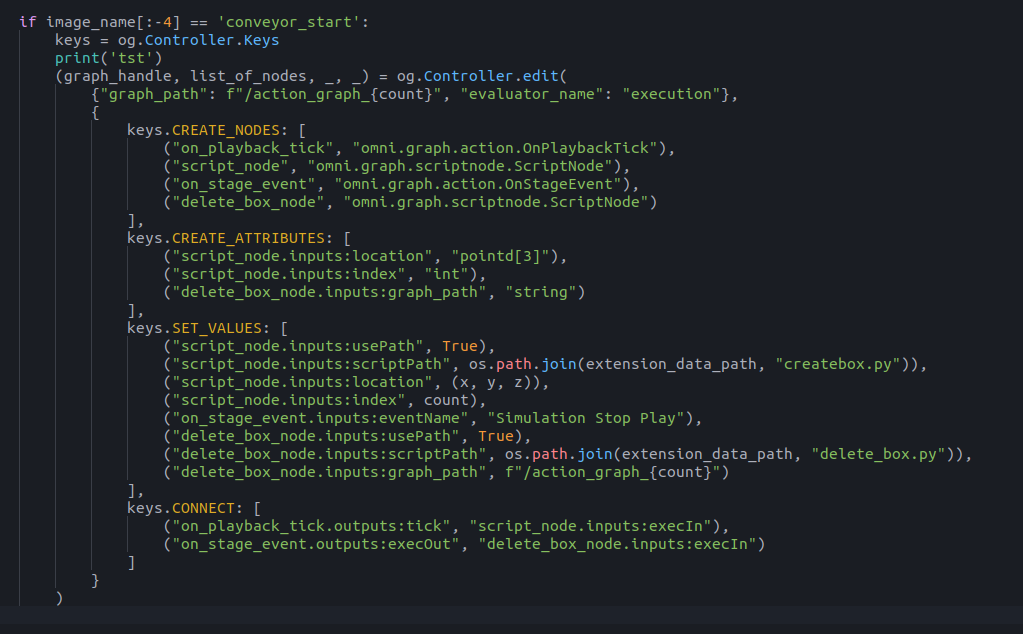 if image_name[:-4] == 'conveyor_start':
    keys = og.Controller.Keys
    print('tst')
    (graph_handle, list_of_nodes, _, _) = og.Controller.edit(
        {"graph_path": f"/action_graph_{count}", "evaluator_name": "execution"},
        {
            keys.CREATE_NODES: [
                ("on_playback_tick", "omni.graph.action.OnPlaybackTick"),
                ("script_node", "omni.graph.scriptnode.ScriptNode"),
                ("on_stage_event", "omni.graph.action.OnStageEvent"),
                ("delete_box_node", "omni.graph.scriptnode.ScriptNode")
            ],
            keys.CREATE_ATTRIBUTES: [
                ("script_node.inputs:location", "pointd[3]"),
                ("script_node.inputs:index", "int"),
                ("delete_box_node.inputs:graph_path", "string")
            ],
            keys.SET_VALUES: [
                ("script_node.inputs:usePath", True),
                ("script_node.inputs:scriptPath", os.path.join(extension_data_path, "createbox.py")),
                ("script_node.inputs:location", (x, y, z)),
                ("script_node.inputs:index", count),
                ("on_stage_event.inputs:eventName", "Simulation Stop Play"),
                ("delete_box_node.inputs:usePath", True),
                ("delete_box_node.inputs:scriptPath", os.path.join(extension_data_path, "delete_box.py")),
                ("delete_box_node.inputs:graph_path", f"/action_graph_{count}")
            ],
            keys.CONNECT: [
                ("on_playback_tick.outputs:tick", "script_node.inputs:execIn"),
                ("on_stage_event.outputs:execOut", "delete_box_node.inputs:execIn")
            ]
        }
    )